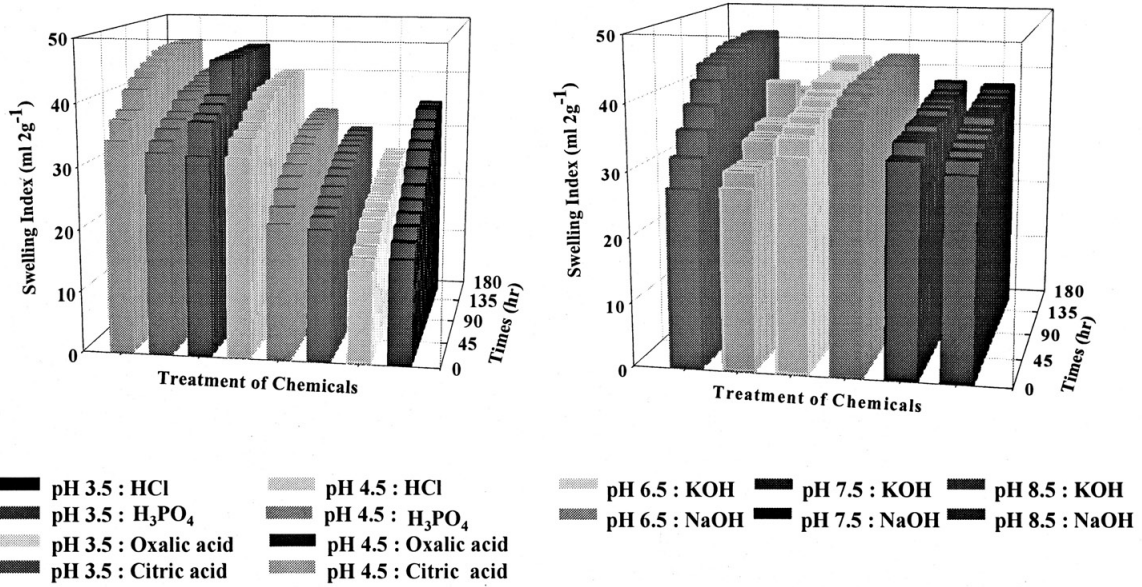 50
40
30
20
10
0
Swelling Index (ml 2g-1)
Treatment of Chemicals
180
135
90
45
0
Times (hr)
50
40
30
20
10
0
Swelling Index (ml 2g-1)
Treatment of Chemicals
180
135
90
45
0
Times (hr)
pH 3.5 : HCl
pH 3.5 : H3PO4
pH 3.5 : Oxalic acid
pH 3.5 : Citric acid
pH 4.5 : HCl
pH 4.5 : H3PO4
pH 4.5 : Oxalic acid
pH 4.5 : Citric acid
pH 6.5 : KOH
pH 6.5 : NaOH
pH 7.5 : KOH
pH 7.5 : NaOH
pH 8.5 : KOH
pH 8.5 : NaOH